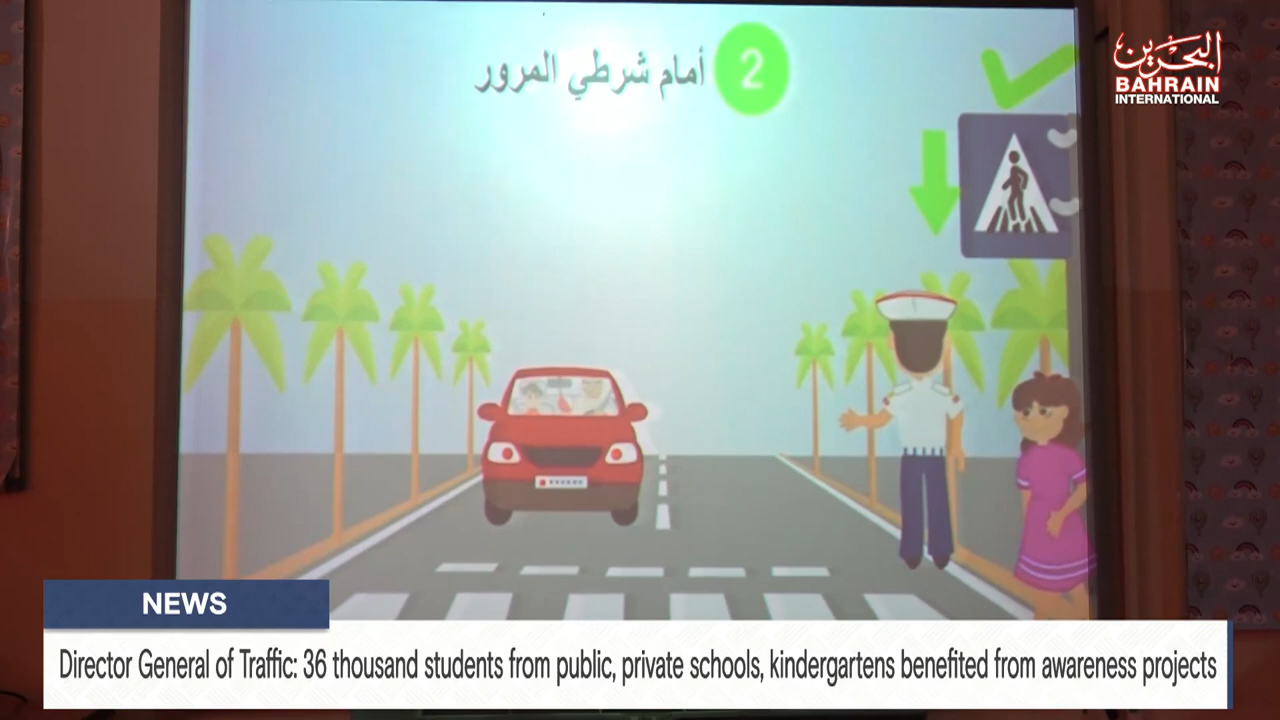 2 أمام شرطي المرور
البحرين
BAHRAIN
INTERNATIONAL
NEWS
Director General of Traffic: 36 thousand students from public, private schools, kindergartens benefited from awareness projects